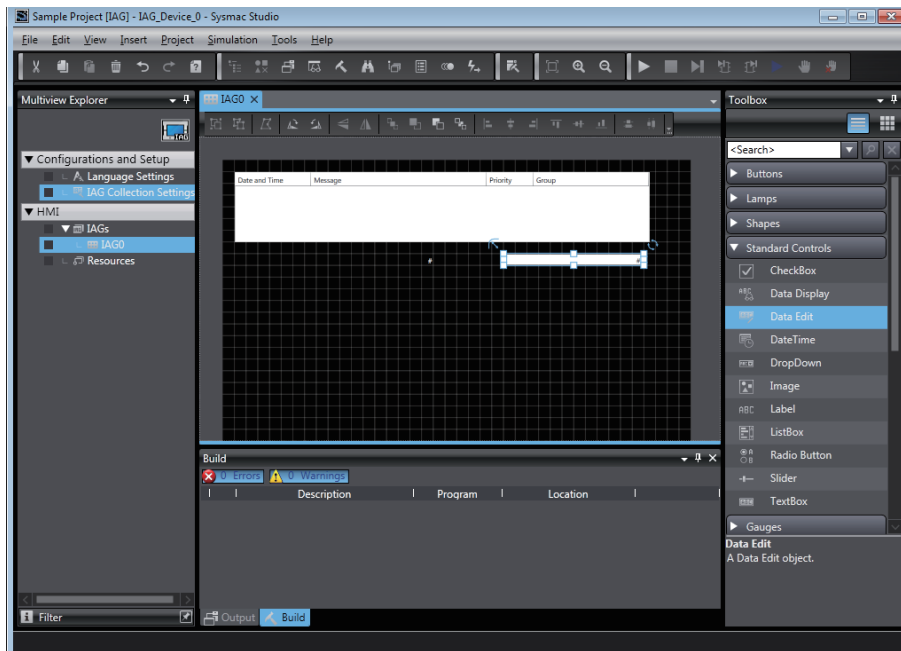 Sample Project [IAG] - IAG_Device_0 - Sysmac Studio
File Edit View Insert Project Simulation Tools Help
Multiview Explorer
IAG
Configurations and Setup
Language Settings
IAG Collection Settings
HMI
IAGs
IAG0
Resources
Filter
IAG0
Date and Time Message Priority Group
#
#
Build
0 Errors 0 Warnings
Description Program Location
Output Build
Toolbox
<Search>
Buttons
Lamps
Shapes
Standard Controls
CheckBox
ABC Data Display
Data Edit
DateTime
DropDown
Image
ABC Label
ListBox
Radio Button
Slider
TextBox
Gauges
Data Edit
A Data Edit object.